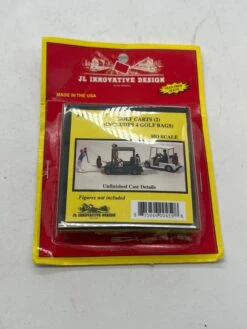 JL INNOVATIVE DESIGN
MADE IN THE USA
GOLF CARTS (2)
(INCLUDES 4 GOLF BAGS)
HO SCALE
Unfinished Cast Details
Figures not included
JL INNOVATIVE DESIGN